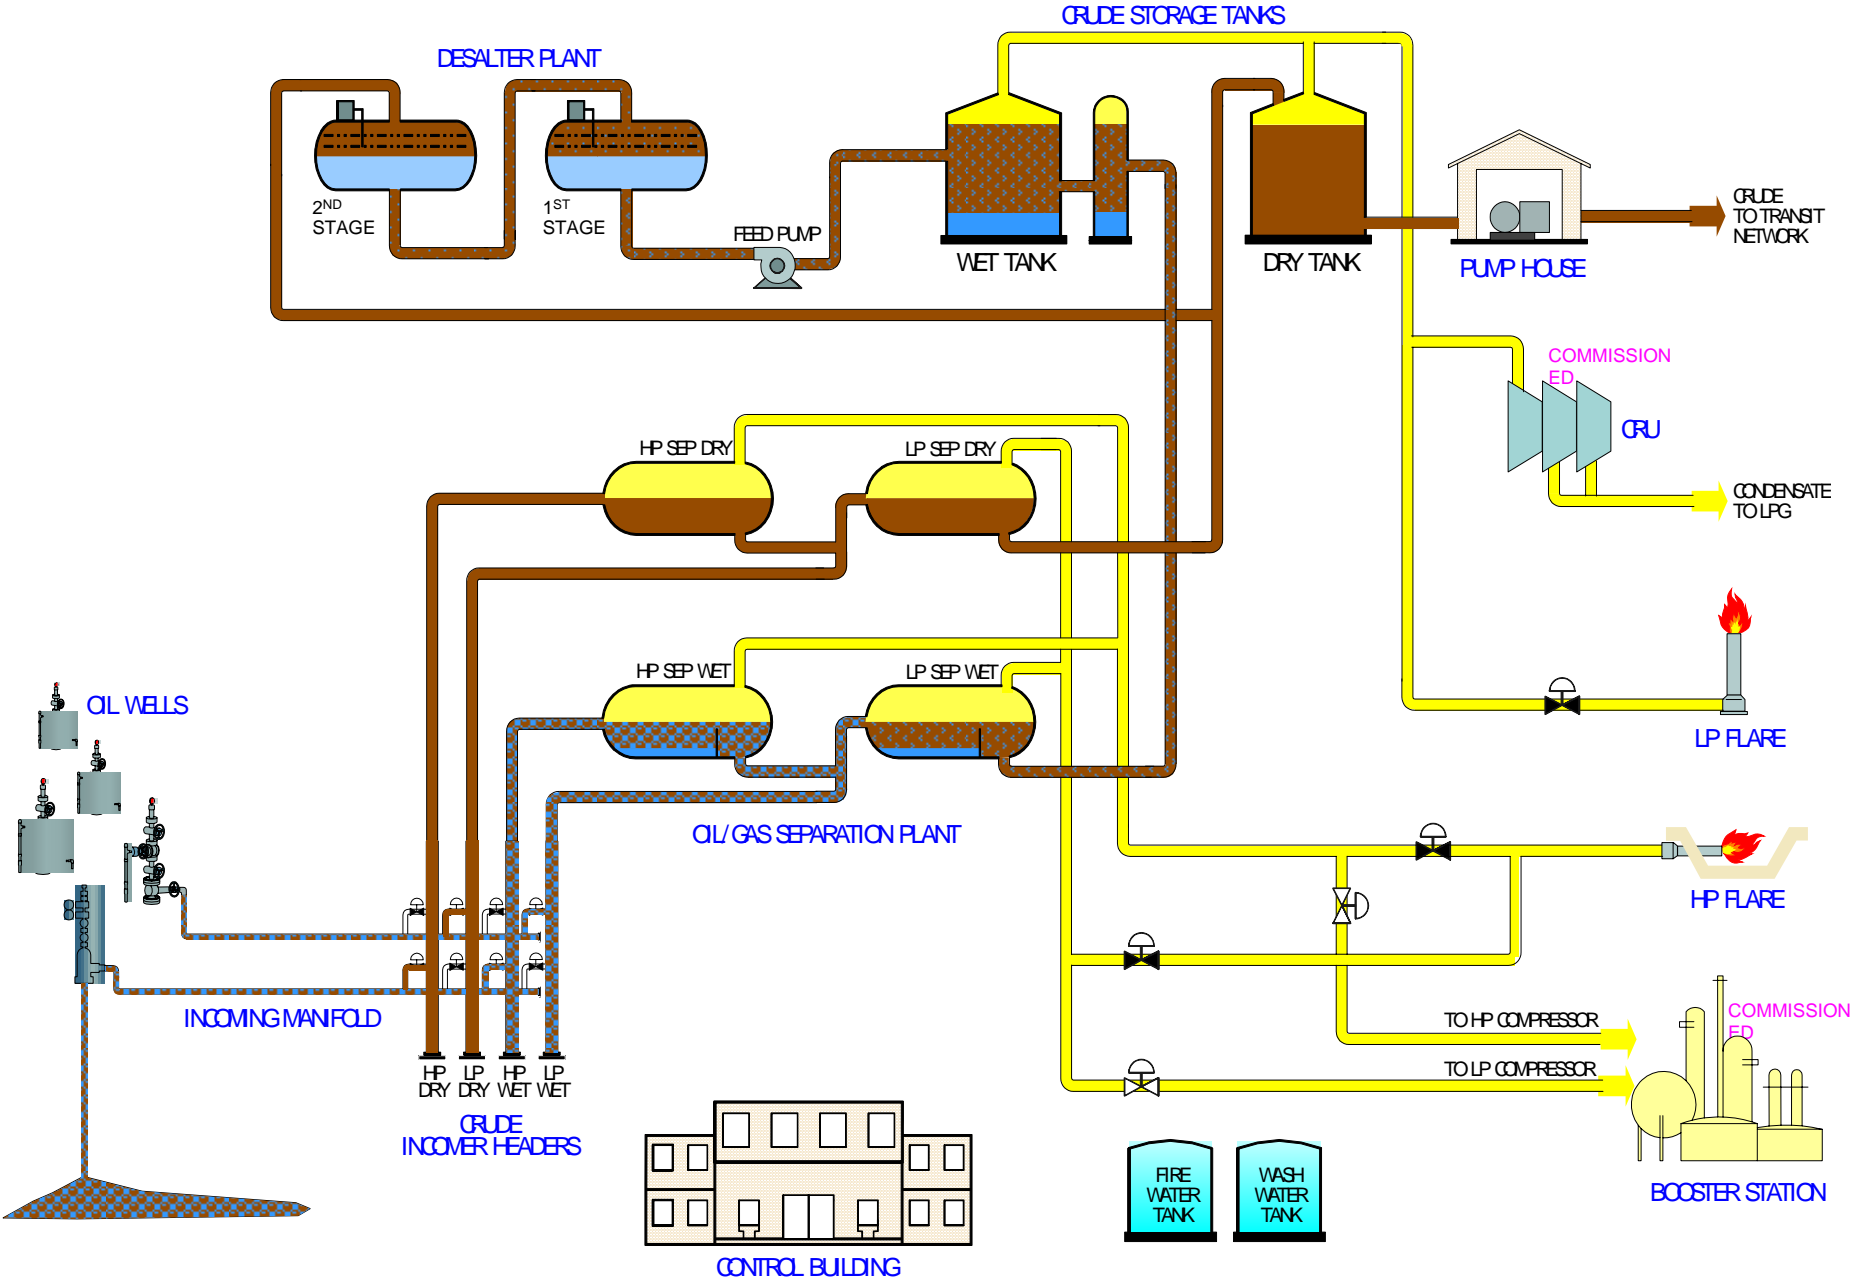 CRUDE STORAGE TANKS
DESALTER PLANT
2ND
STAGE
1ST
STAGE
FEED PUMP
WET TANK
DRY TANK
PUMP HOUSE
CRUDE
TO TRANSIT
NETWORK
COMMISSION
ED
CRU
CONDENSATE
TO LPG
HP SEP DRY
LP SEP DRY
HP SEP WET
LP SEP WET
OIL WELLS
LP FLARE
OIL/GAS SEPARATION PLANT
HP FLARE
INCOMING MANIFOLD
TO HP COMPRESSOR
COMMISSION
ED
TO LP COMPRESSOR
HP
DRY
LP
DRY
HP
WET
LP
WET
CRUDE
INCOMER HEADERS
FIRE
WATER
TANK
WASH
WATER
TANK
BOOSTER STATION
CONTROL BUILDING